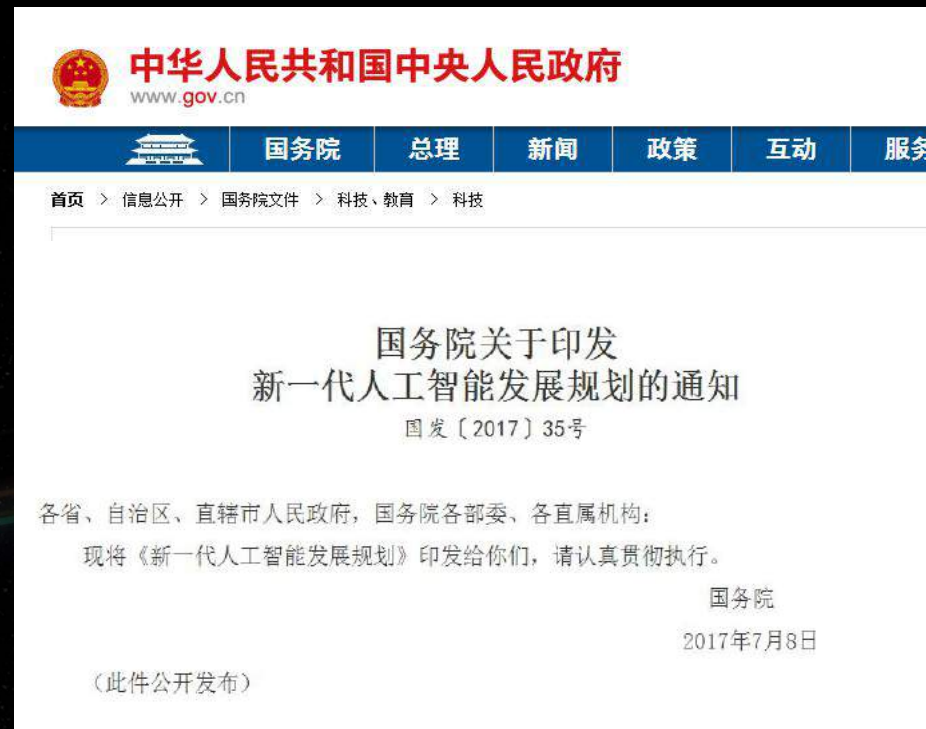 中华人民共和国中央人民政府
www.gov.cn
国务院 总理 新闻 政策 互动 服务
首页 > 信息公开 > 国务院文件 > 科技、教育 > 科技
国务院关于印发
新一代人工智能发展规划的通知
国发〔2017〕35号
各省、自治区、直辖市人民政府，国务院各部委、各直属机构：
现将《新一代人工智能发展规划》印发给你们，请认真贯彻执行。
国务院
2017年7月8日
（此件公开发布）